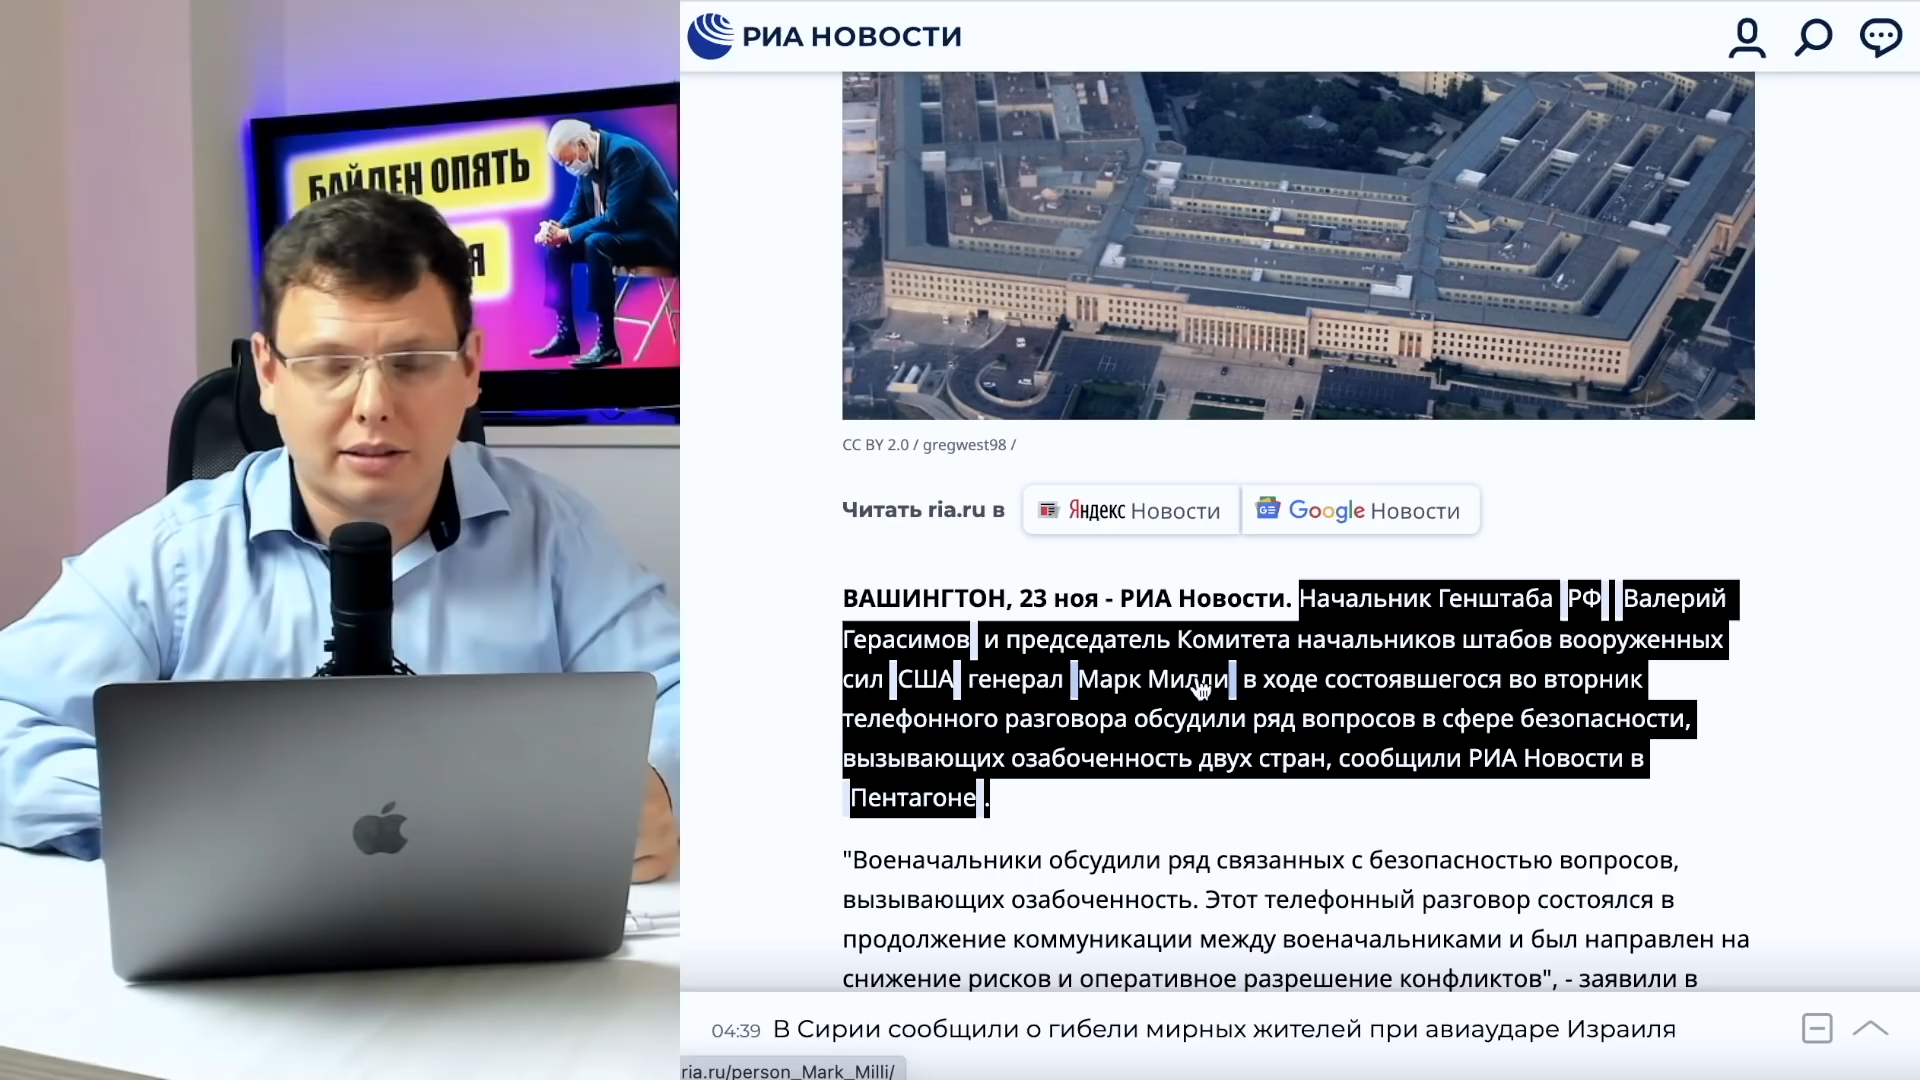 БАЙДЕН ОПЯТЬ
РИА НОВОСТИ
CC BY 2.0 / gregwest98 /
Читать ria.ru в
Яндекс Новости
Google Новости
ВАШИНГТОН, 23 ноя - РИА Новости. Начальник Генштаба РФ Валерий
Герасимов и председатель Комитета начальников штабов вооруженных
сил США генерал Марк Милли в ходе состоявшегося во вторник
телефонного разговора обсудили ряд вопросов в сфере безопасности,
вызывающих озабоченность двух стран, сообщили РИА Новости в
Пентагоне.
"Военачальники обсудили ряд связанных с безопасностью вопросов,
вызывающих озабоченность. Этот телефонный разговор состоялся в
продолжение коммуникации между военачальниками и был направлен на
снижение рисков и оперативное разрешение конфликтов", - заявили в
04:39 В Сирии сообщили о гибели мирных жителей при авиаударе Израиля
ria.ru/person_Mark_Milli/